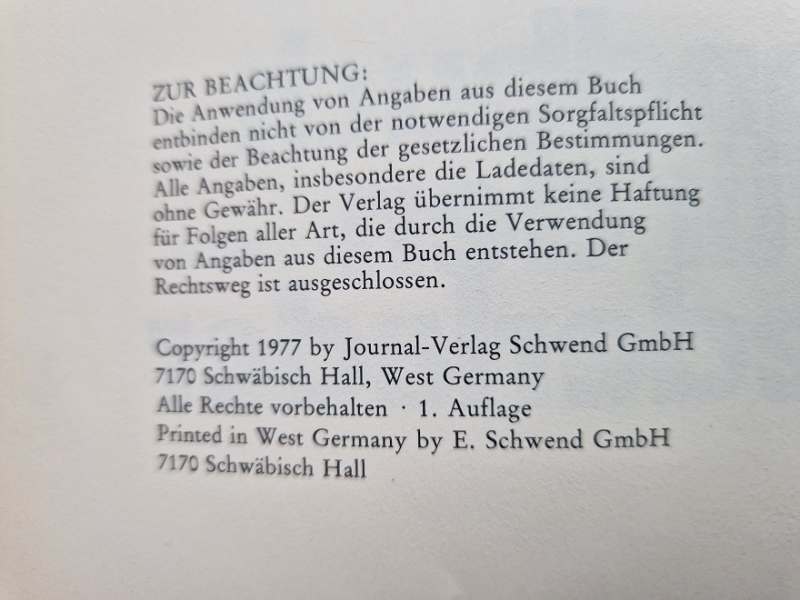 ZUR BEACHTUNG:
Die Anwendung von Angaben aus diesem Buch
entbinden nicht von der notwendigen Sorgfaltspflicht
sowie der Beachtung der gesetzlichen Bestimmungen.
Alle Angaben, insbesondere die Ladedaten, sind
ohne Gewähr. Der Verlag übernimmt keine Haftung
für Folgen aller Art, die durch die Verwendung
von Angaben aus diesem Buch entstehen. Der
Rechtsweg ist ausgeschlossen.
Copyright 1977 by Journal-Verlag Schwend GmbH
7170 Schwäbisch Hall, West Germany
Alle Rechte vorbehalten · 1. Auflage
Printed in West Germany by E. Schwend GmbH
7170 Schwäbisch Hall